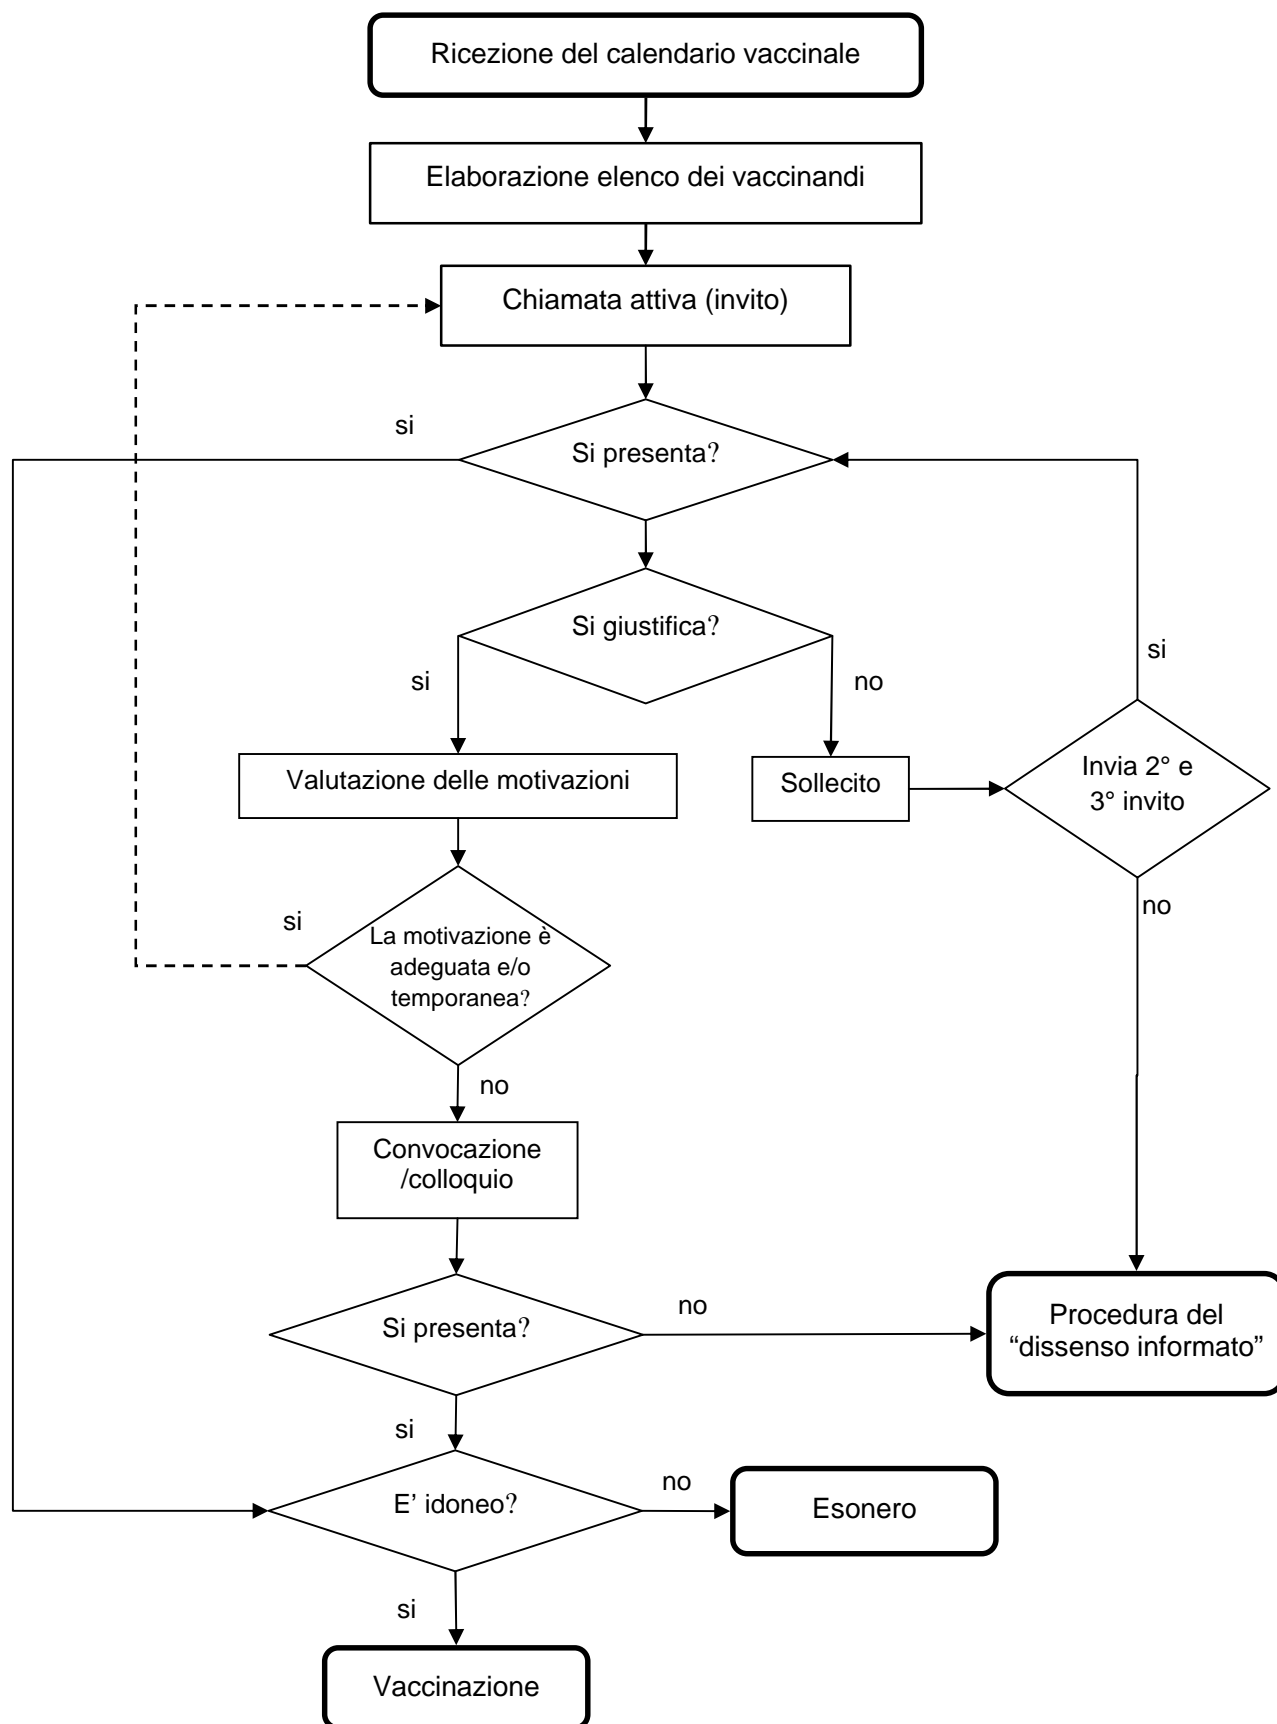 Ricezione del calendario vaccinale
Elaborazione elenco dei vaccinandi
Chiamata attiva (invito)
si
Si presenta?
Si giustifica?
si
si
no
Valutazione delle motivazioni
Sollecito
Invia 2° e
3° invito
si
no
La motivazione è
adeguata e/o
temporanea?
no
Convocazione
/colloquio
no
Si presenta?
Procedura del
“dissenso informato”
si
no
E’ idoneo?
Esonero
si
Vaccinazione